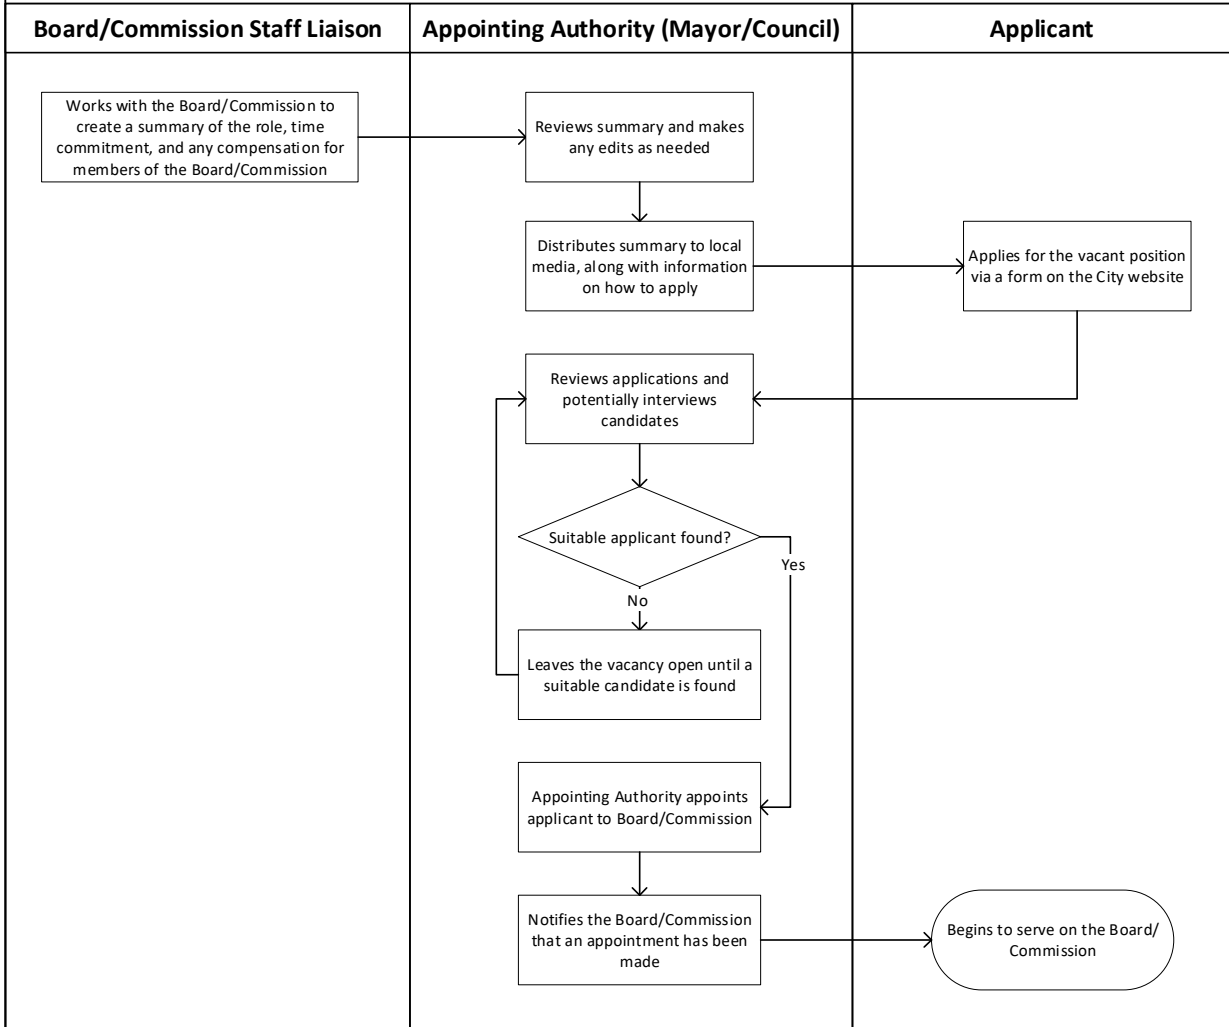 Board/Commission Staff Liaison
Appointing Authority (Mayor/Council)
Applicant
Works with the Board/Commission to
create a summary of the role, time
commitment, and any compensation for
members of the Board/Commission
Reviews summary and makes
any edits as needed
Distributes summary to local
media, along with information
on how to apply
Applies for the vacant position
via a form on the City website
Reviews applications and
potentially interviews
candidates
Suitable applicant found?
Yes
No
Leaves the vacancy open until a
suitable candidate is found
Appointing Authority appoints
applicant to Board/Commission
Notifies the Board/Commission
that an appointment has been
made
Begins to serve on the Board/
Commission